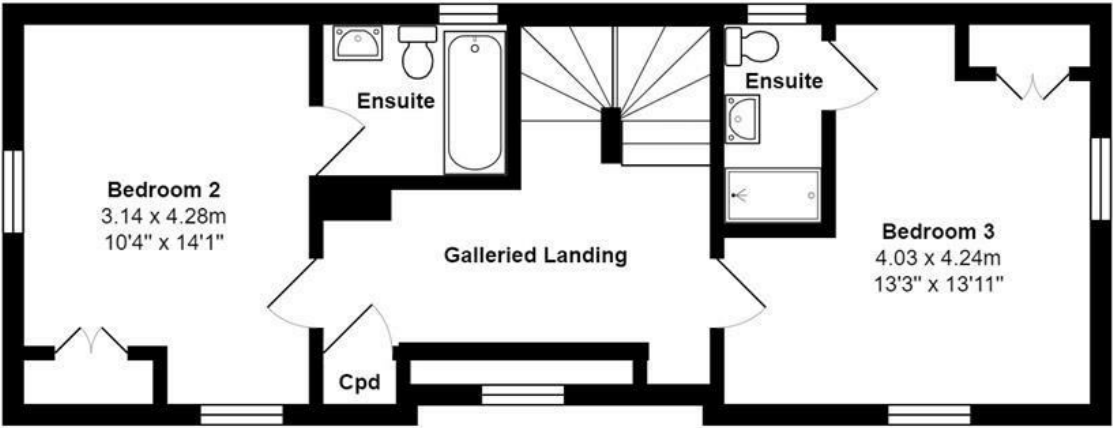 Ensuite
Ensuite
Bedroom 2
3.14 x 4.28m
10'4" x 14'1"
Galleried Landing
Bedroom 3
4.03 x 4.24m
13'3" x 13'11"
Cpd